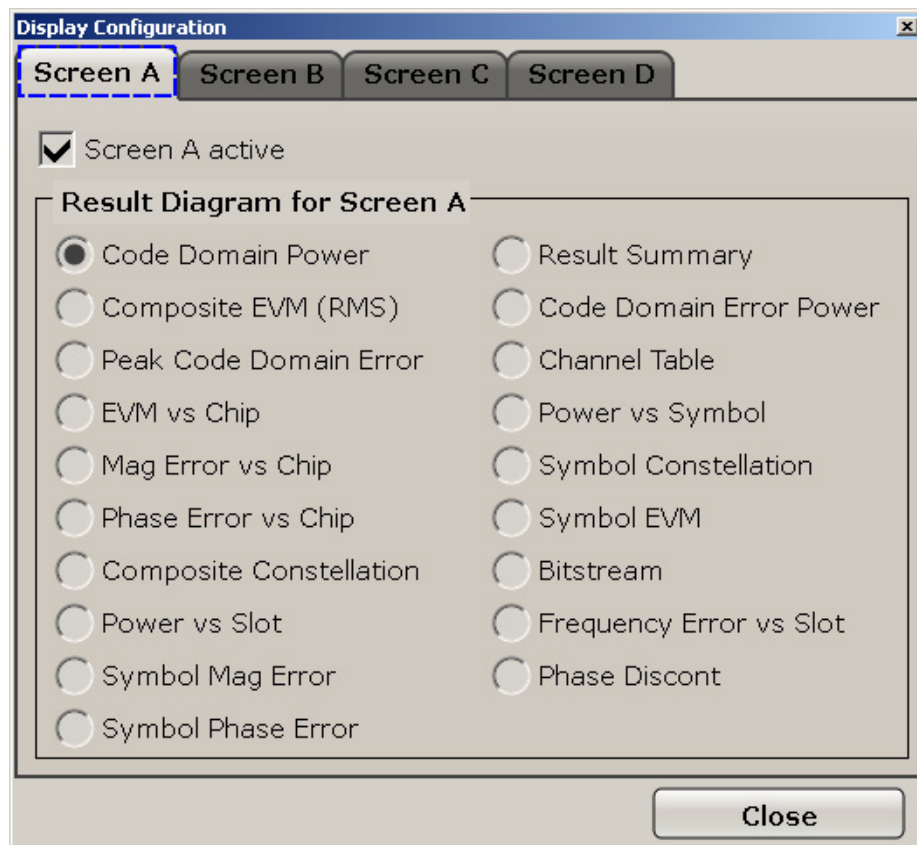 Display Configuration
Screen A
Screen B
Screen C
Screen D
Screen A active
Result Diagram for Screen A
Code Domain Power
Composite EVM (RMS)
Peak Code Domain Error
EVM vs Chip
Mag Error vs Chip
Phase Error vs Chip
Composite Constellation
Power vs Slot
Symbol Mag Error
Symbol Phase Error
Result Summary
Code Domain Error Power
Channel Table
Power vs Symbol
Symbol Constellation
Symbol EVM
Bitstream
Frequency Error vs Slot
Phase Discont
Close